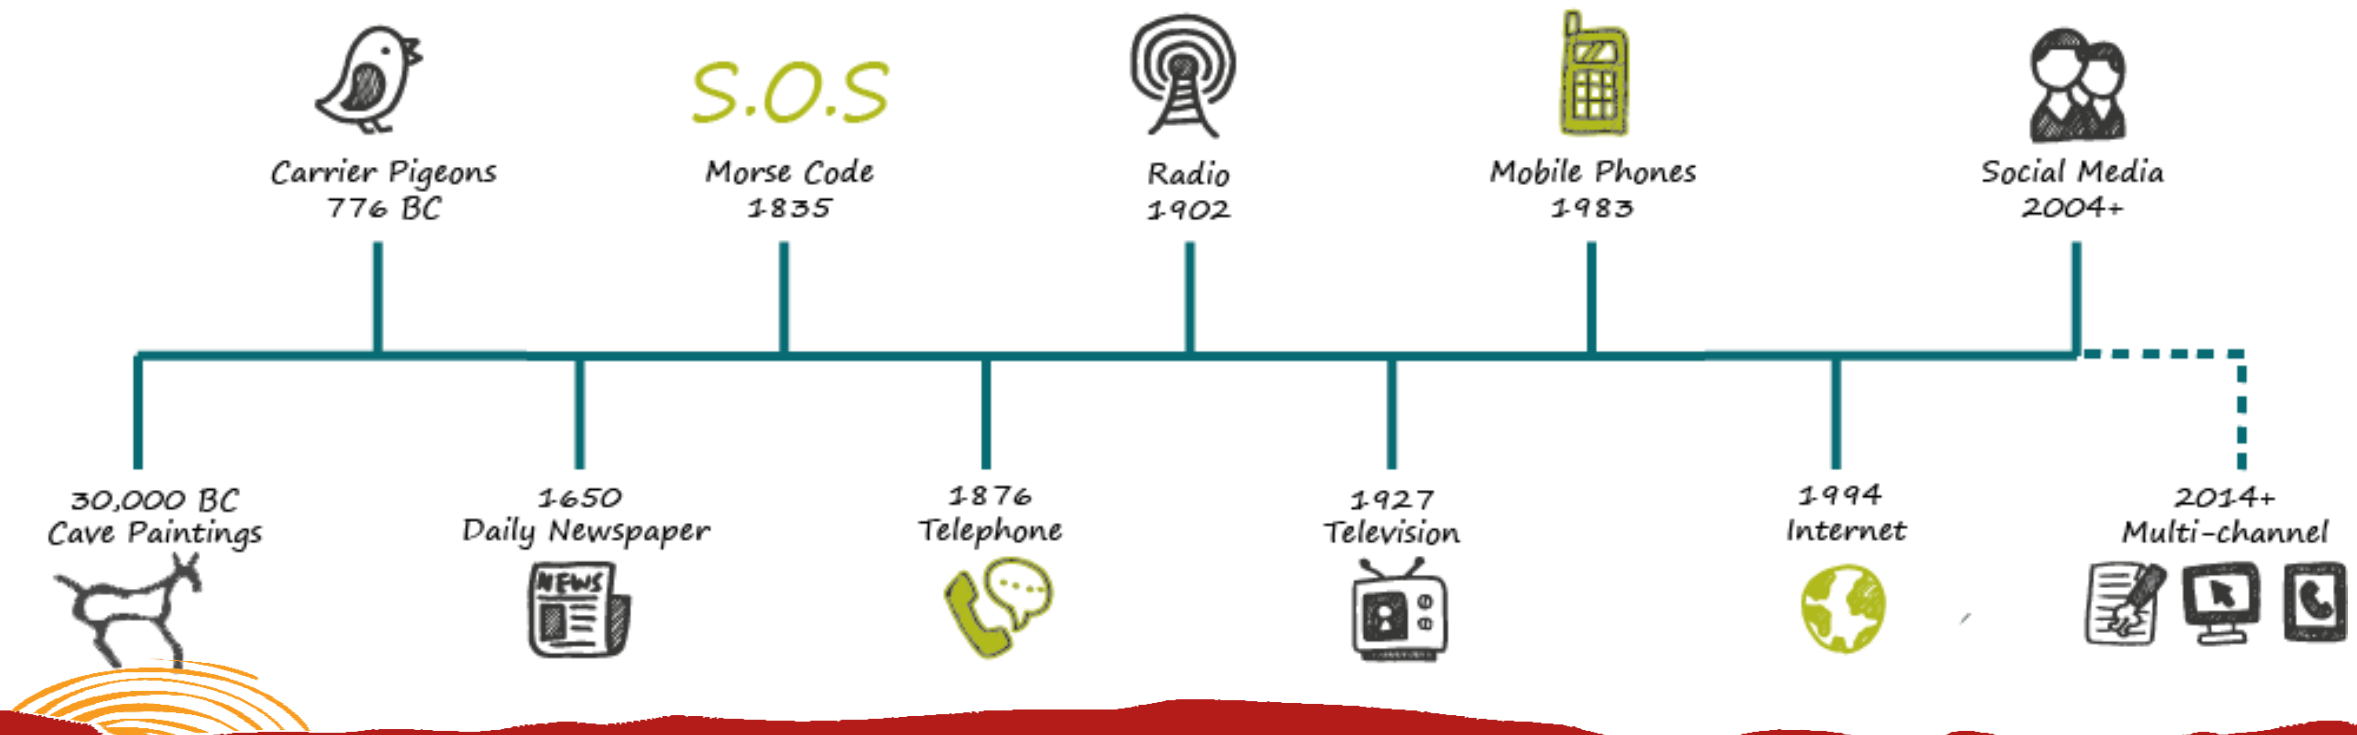 S.O.S
Carrier Pigeons
776 BC
Morse Code
1835
Radio
1902
Mobile Phones
1983
Social Media
2004+
30,000 BC
Cave Paintings
1650
Daily Newspaper
NEWS
1876
Telephone
1927
Television
1994
Internet
2014+
Multi-channel